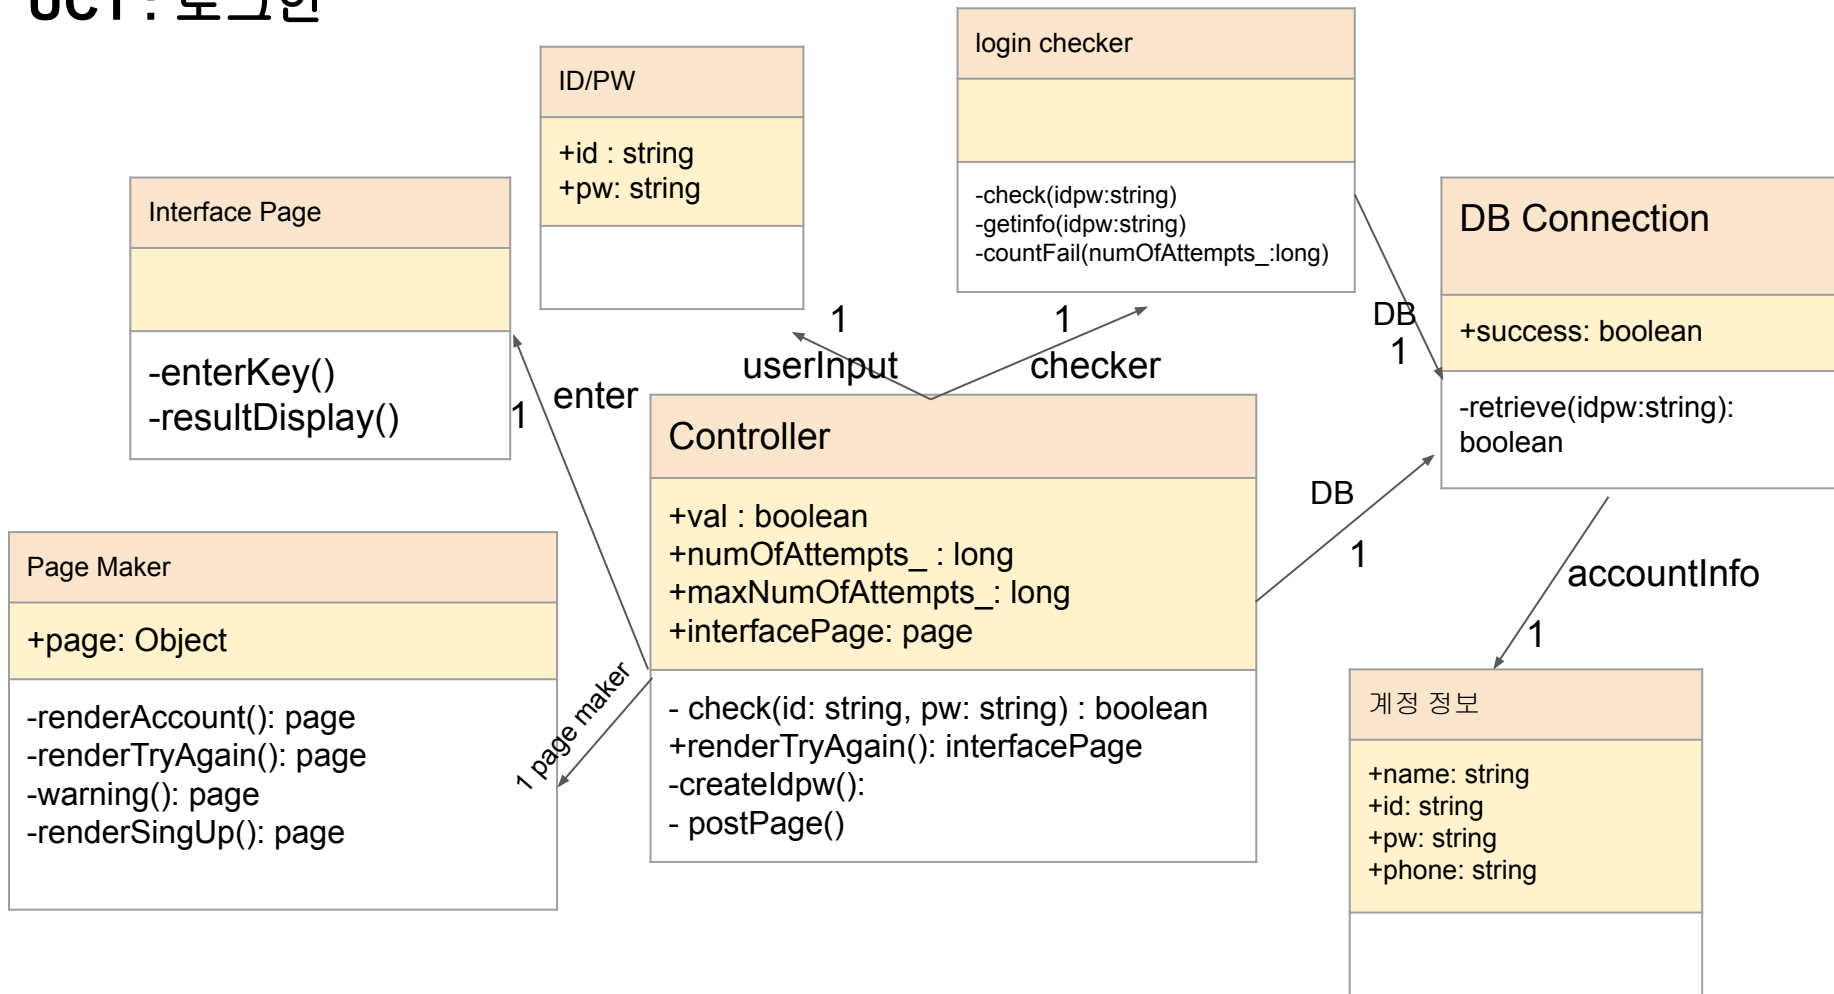 UC1 : 로그인
login checker
-check(idpw:string)
-getinfo(idpw:string)
-countFail(numOfAttempts_:long)
ID/PW
+id : string
+pw: string
Interface Page
-enterKey()
-resultDisplay()
DB Connection
+success: boolean
-retrieve(idpw:string):
boolean
1
userInput
1
checker
DB
1
enter
1
Controller
+val : boolean
+numOfAttempts_ : long
+maxNumOfAttempts_: long
+interfacePage: page
- check(id: string, pw: string) : boolean
+renderTryAgain(): interfacePage
-createIdpw():
- postPage()
DB
1
Page Maker
+page: Object
-renderAccount(): page
-renderTryAgain(): page
-warning(): page
-renderSingUp(): page
1 page maker
accountInfo
1
계정 정보
+name: string
+id: string
+pw: string
+phone: string